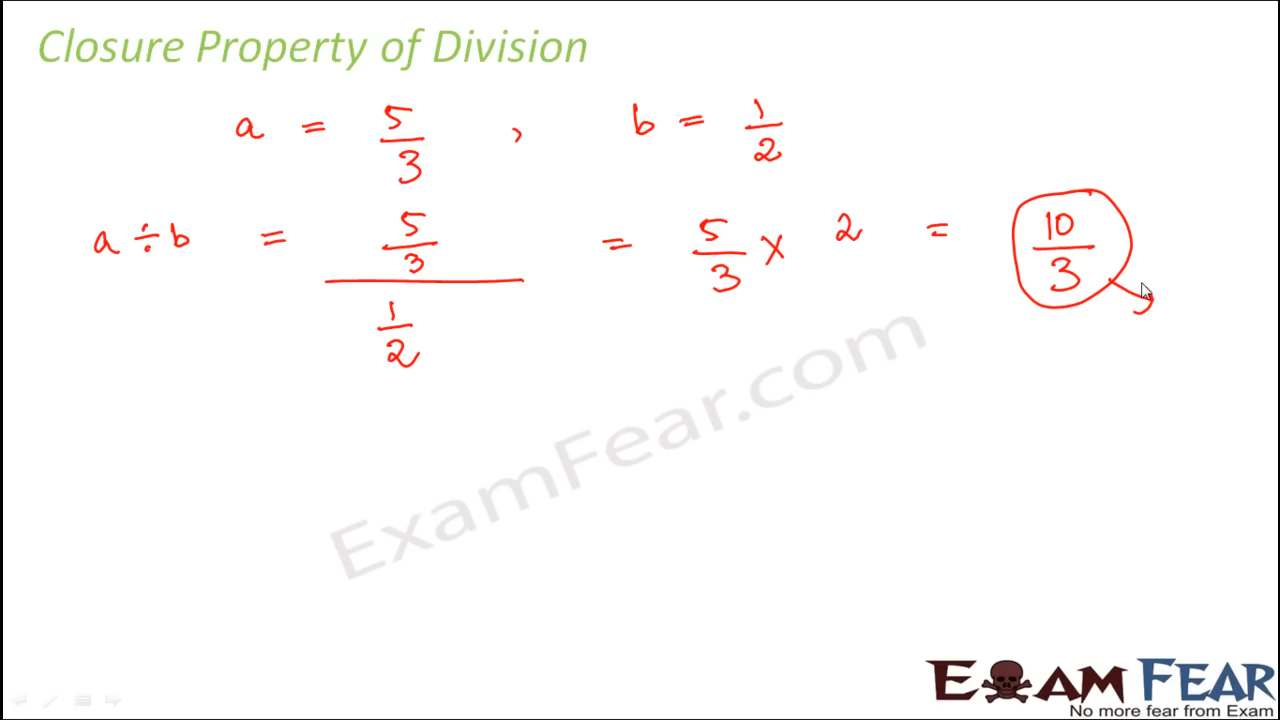 Closure Property of Division
a = 5/3 , b = 1/2
a ÷ b = (5/3)/(1/2) = 5/3 × 2 = 10/3
ExamFear.com
EXAM FEAR
No more fear from Exam